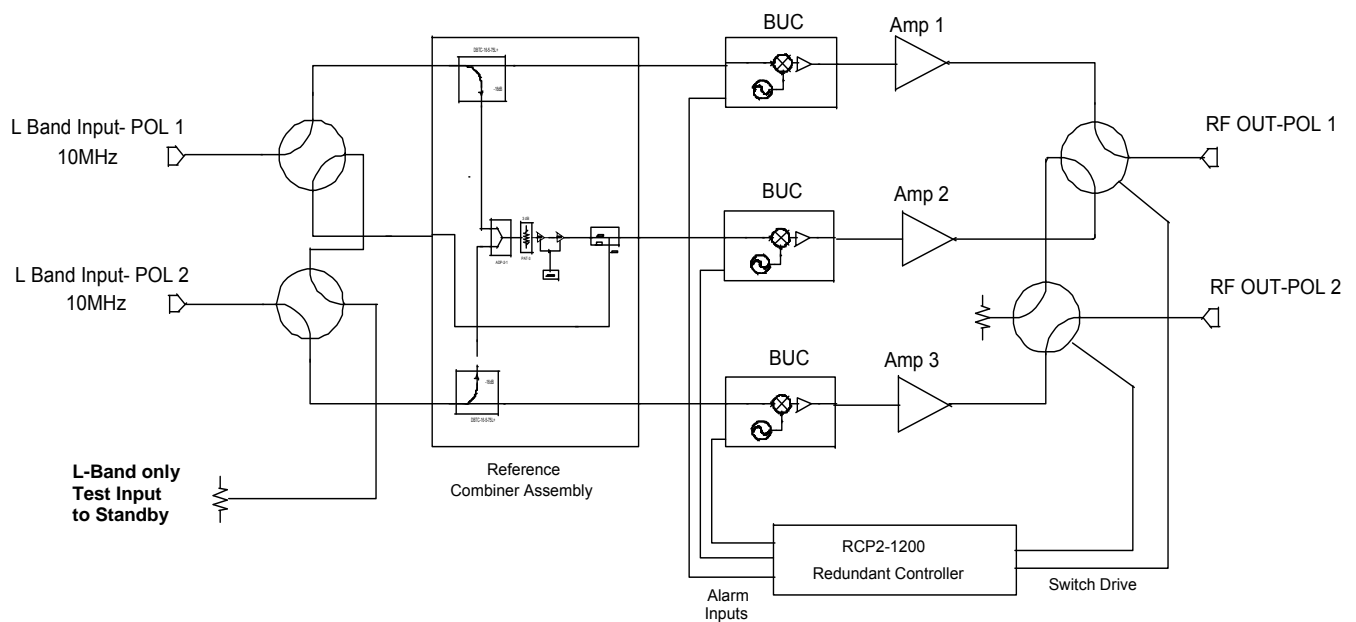 BUC
Amp 1
L Band Input- POL 1
10MHz
RF OUT-POL 1
BUC
Amp 2
L Band Input- POL 2
10MHz
RF OUT-POL 2
BUC
Amp 3
L-Band only
Test Input
to Standby
Reference
Combiner Assembly
RCP2-1200
Redundant Controller
Alarm
Inputs
Switch Drive